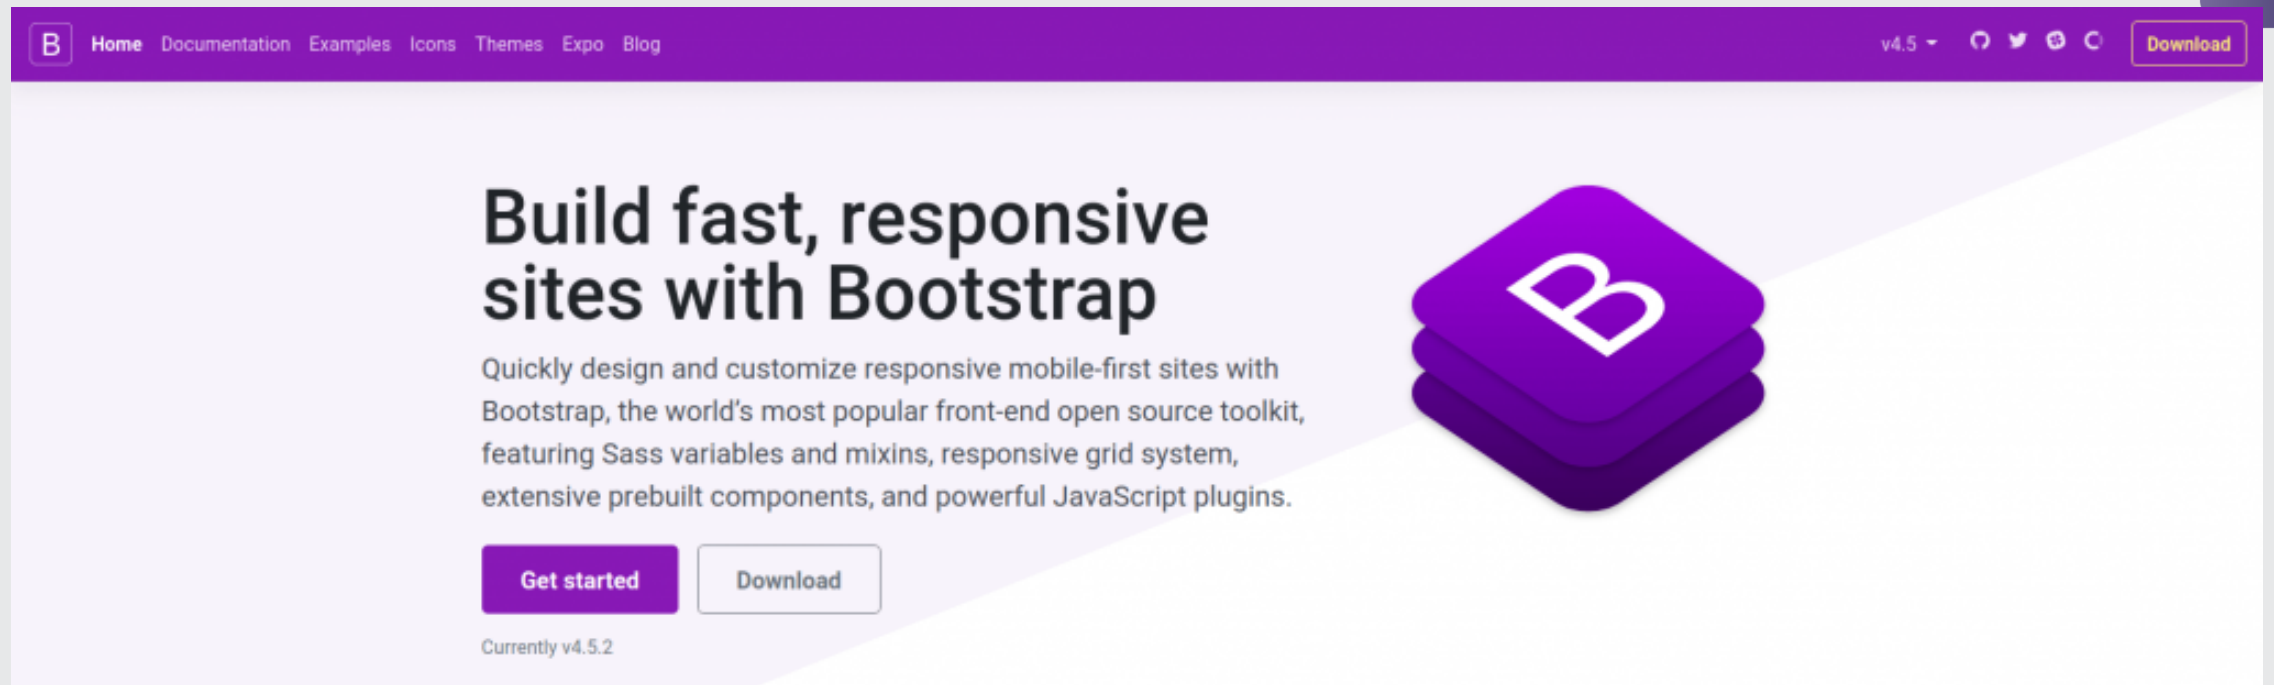 B Home Documentation Examples Icons Themes Expo Blog v4.5 Download
Build fast, responsive
sites with Bootstrap
Quickly design and customize responsive mobile-first sites with
Bootstrap, the world’s most popular front-end open source toolkit,
featuring Sass variables and mixins, responsive grid system,
extensive prebuilt components, and powerful JavaScript plugins.
B
Get started Download
Currently v4.5.2